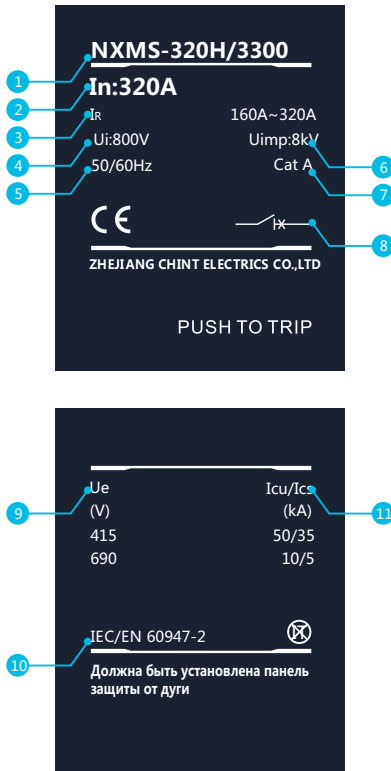 NXMS-320H/3300
1
In:320A
2
IR 160A~320A
3
Ui:800V Uimp:8kV
4 6
50/60Hz Cat A
5 7
CE
8
ZHEJIANG CHINT ELECTRICS CO.,LTD
PUSH TO TRIP
Ue Icu/Ics
9 11
(V) (kA)
415 50/35
690 10/5
IEC/EN 60947-2 IT
10
Должна быть установлена панель
защиты от дуги